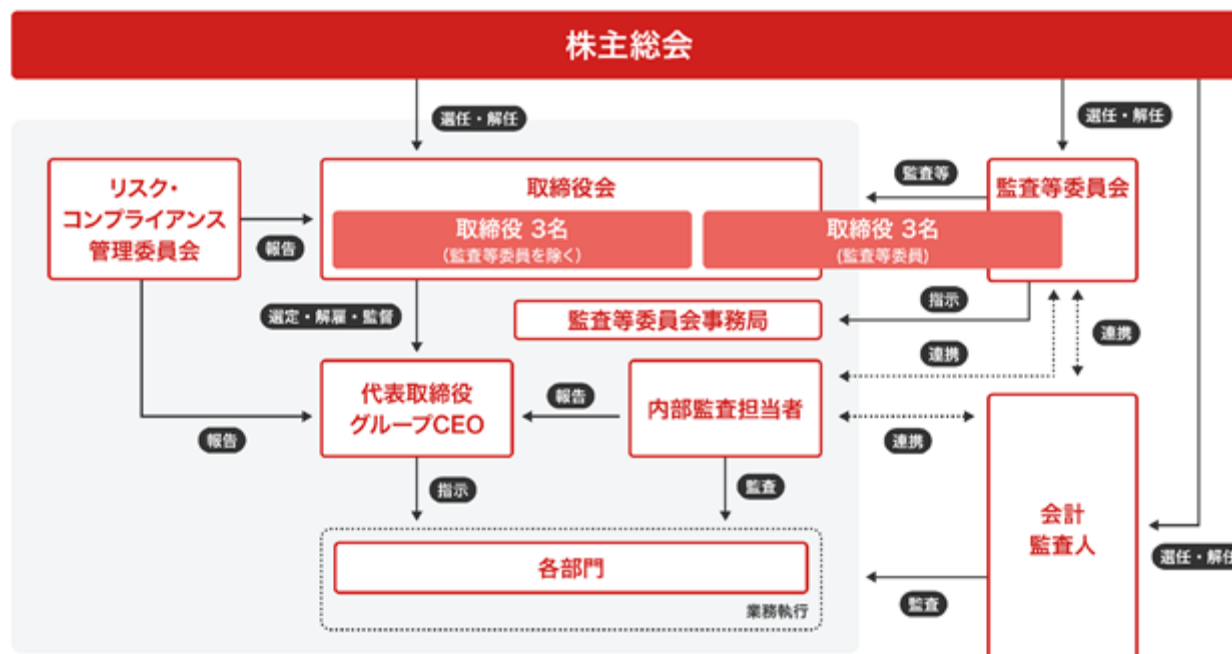 株主総会
選任・解任
選任・解任
リスク・
コンプライアンス
管理委員会
報告
取締役会
取締役 3名
（監査等委員を除く）
取締役 3名
(監査等委員)
監査等
監査等委員会
選定・解雇・監督
監査等委員会事務局
指示
連携
連携
代表取締役
グループCEO
報告
内部監査担当者
報告
連携
指示
監査
会計
監査人
選任・解任
各部門
業務執行
監査